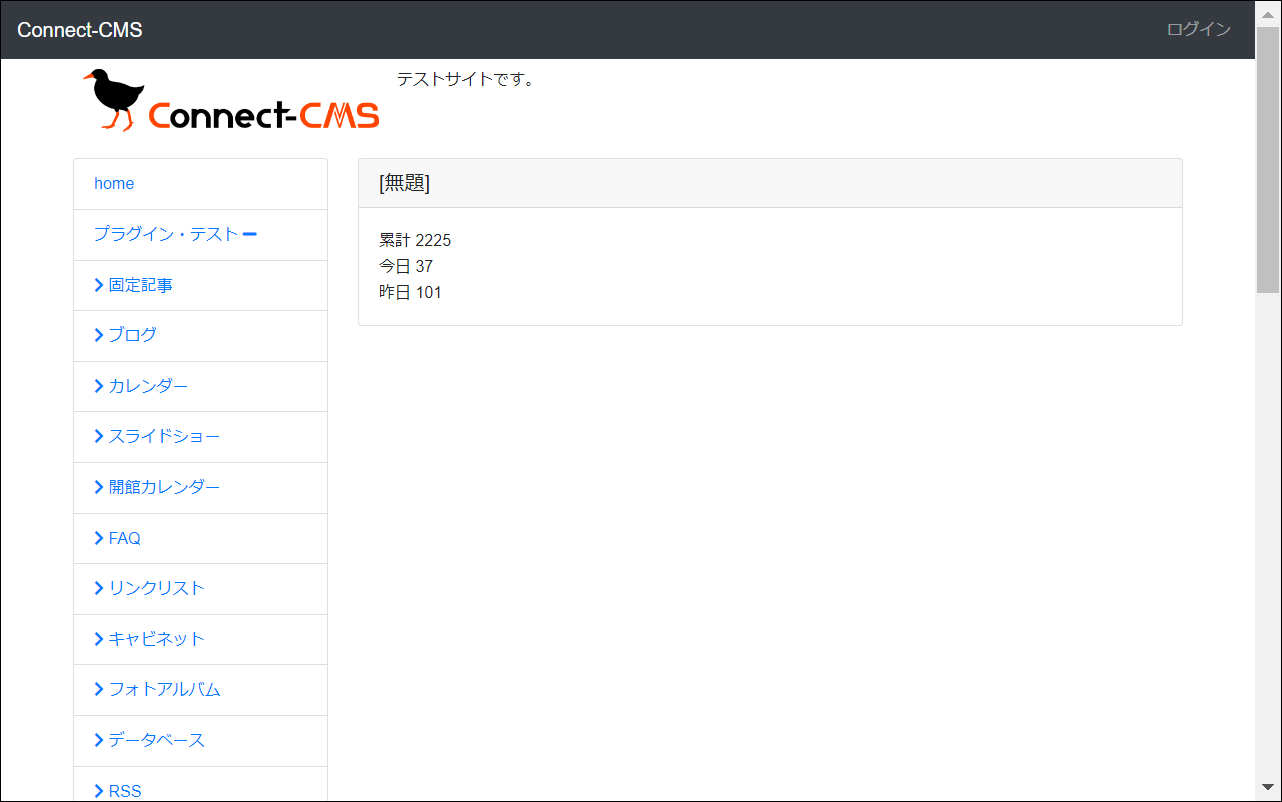 Connect-CMS
ログイン
Connect-CMS
テストサイトです。
home
プラグイン・テスト
固定記事
ブログ
カレンダー
スライドショー
開館カレンダー
FAQ
リンクリスト
キャビネット
フォトアルバム
データベース
RSS
[無題]
累計 2225
今日 37
昨日 101